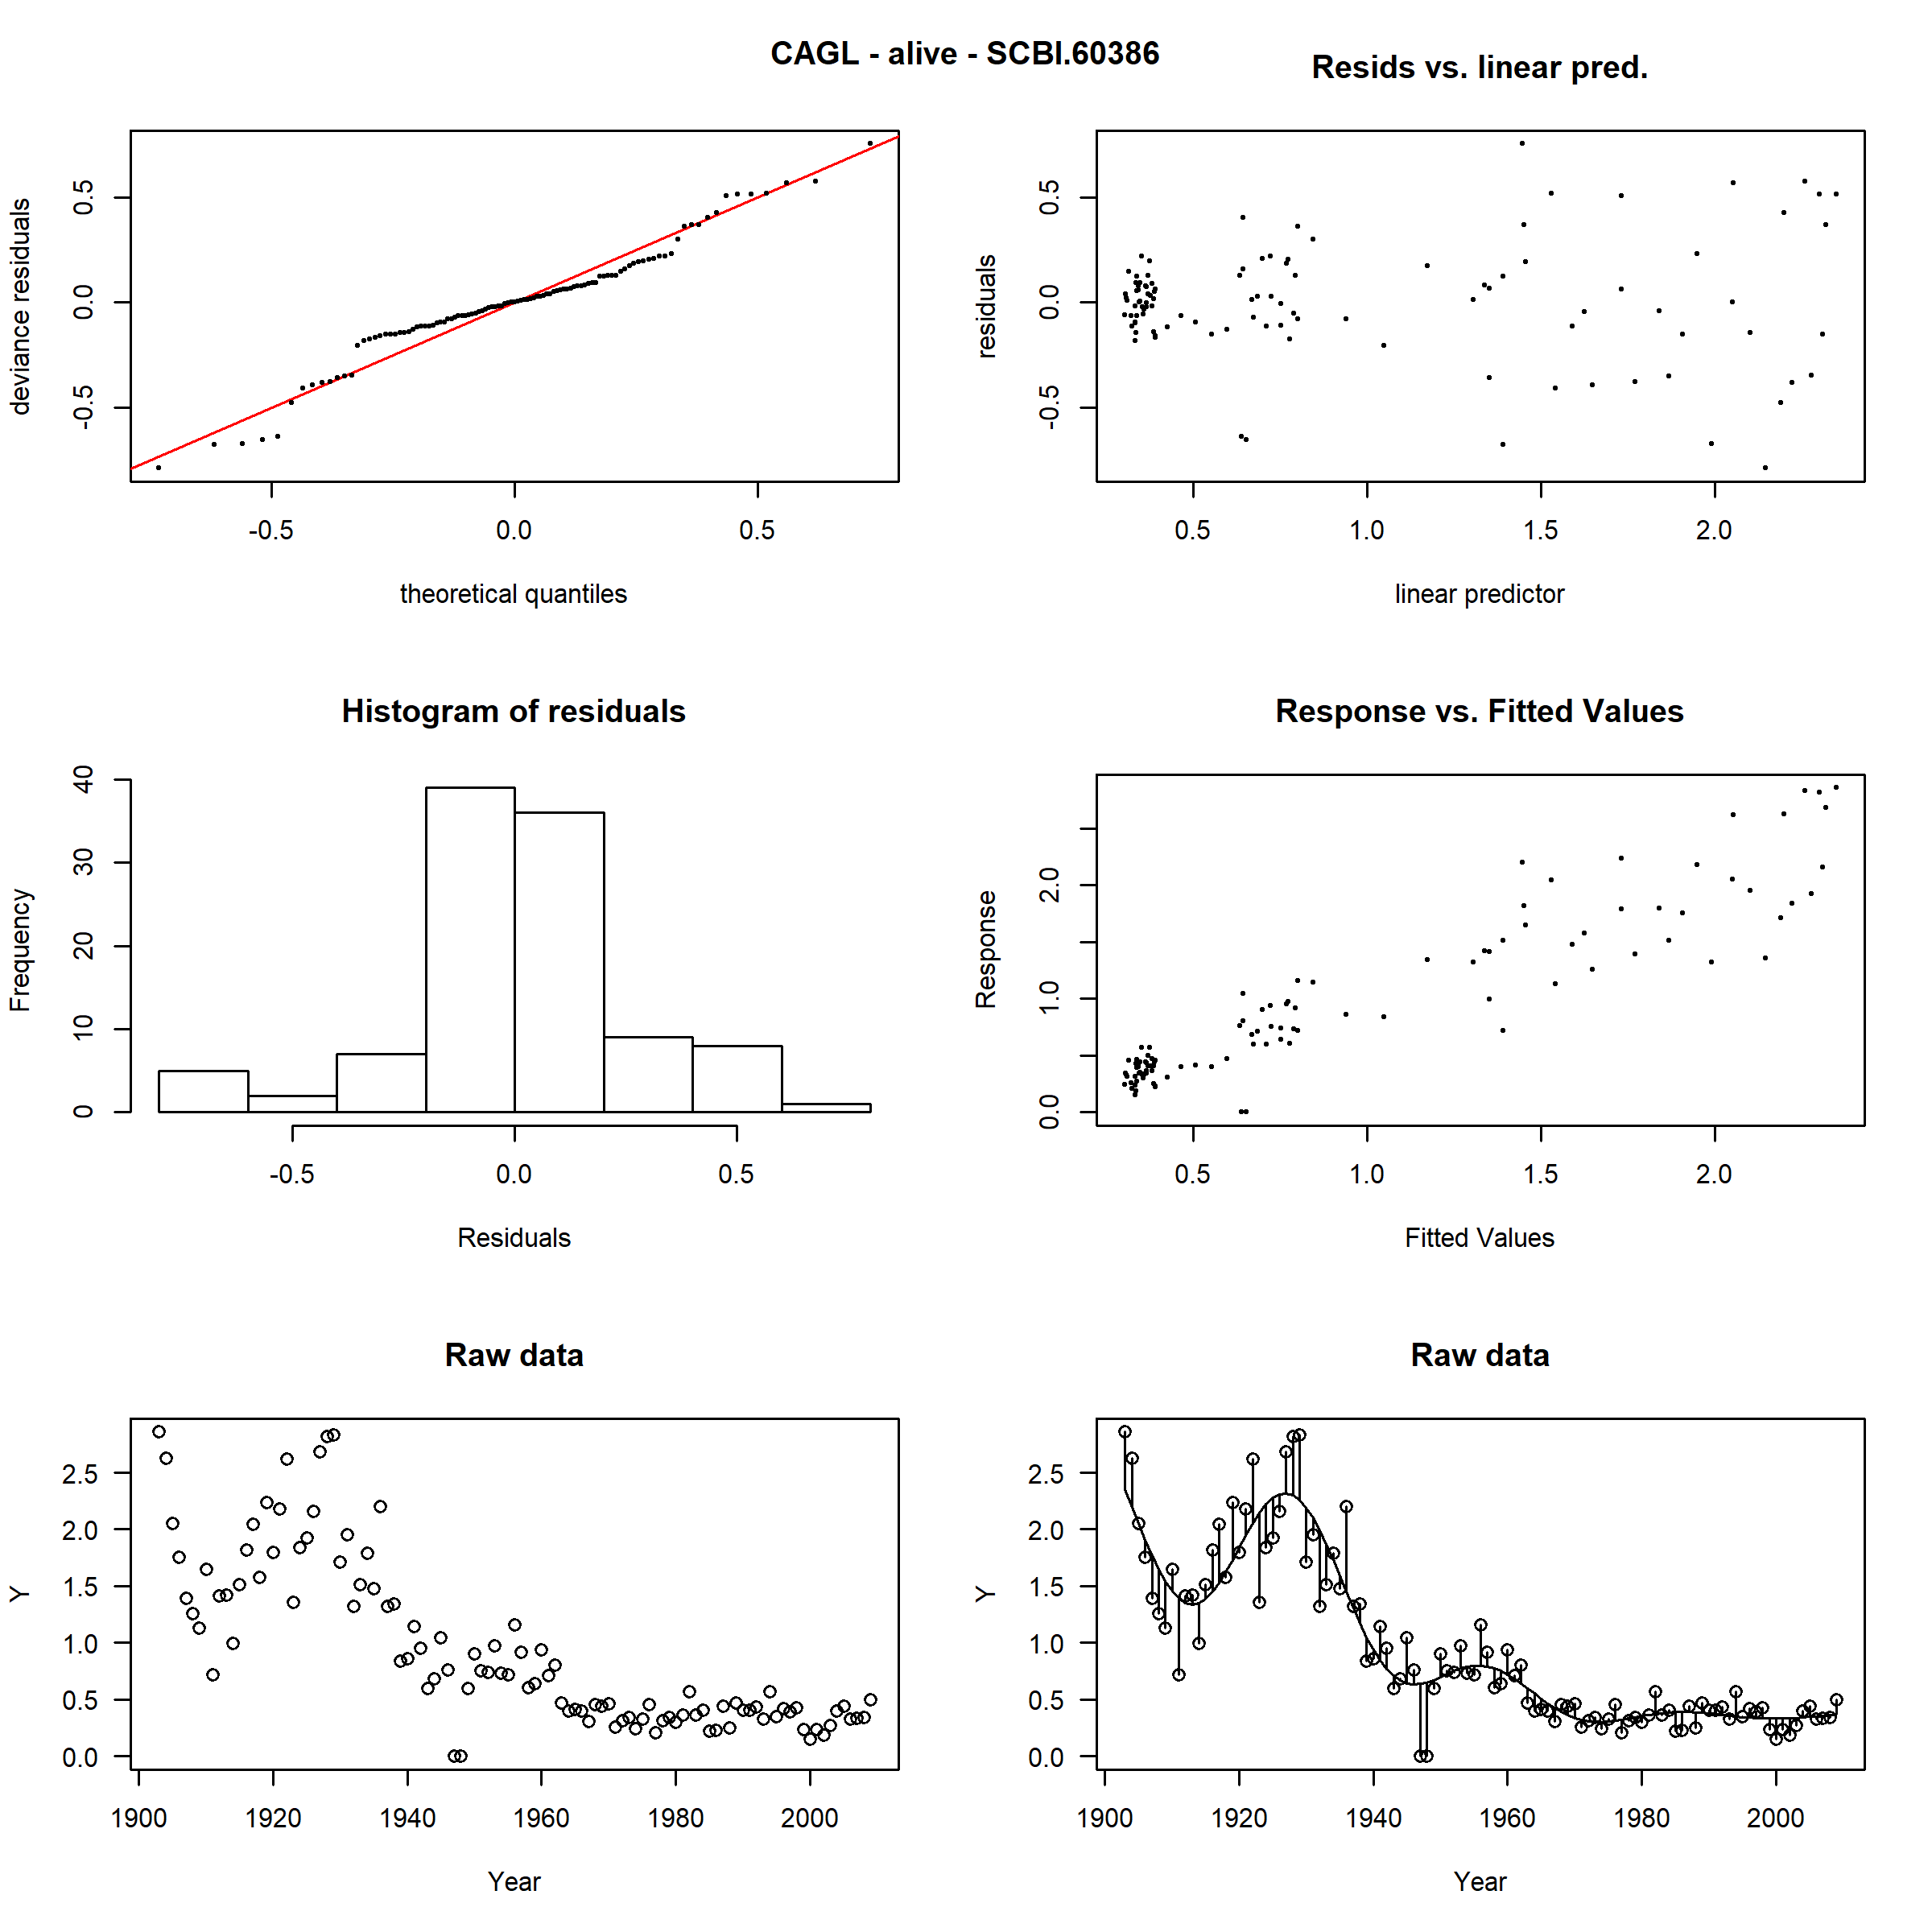 CAGL - alive - SCBI.60386
Resids vs. linear pred.
deviance residuals
0.5
0.0
-0.5
-0.5 0.0 0.5
theoretical quantiles
residuals
0.5
0.0
-0.5
0.5 1.0 1.5 2.0
linear predictor
Histogram of residuals
Frequency
40
30
20
10
0
-0.5 0.0 0.5
Residuals
Response vs. Fitted Values
Response
2.0
1.0
0.0
0.5 1.0 1.5 2.0
Fitted Values
Raw data
Y
2.5
2.0
1.5
1.0
0.5
0.0
1900 1920 1940 1960 1980 2000
Year
Raw data
Y
2.5
2.0
1.5
1.0
0.5
0.0
1900 1920 1940 1960 1980 2000
Year